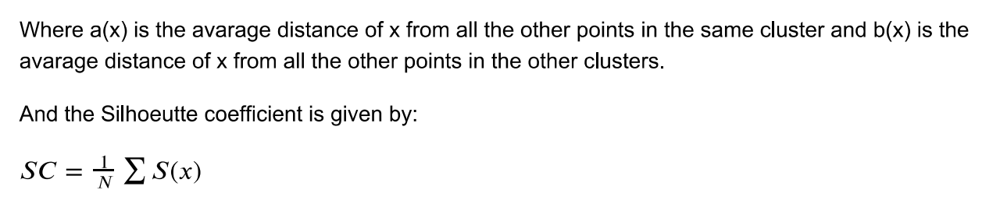 Where a(x) is the avarage distance of x from all the other points in the same cluster and b(x) is the
avarage distance of x from all the other points in the other clusters.
And the Silhoeutte coefficient is given by:
SC = 1/N ∑ S(x)